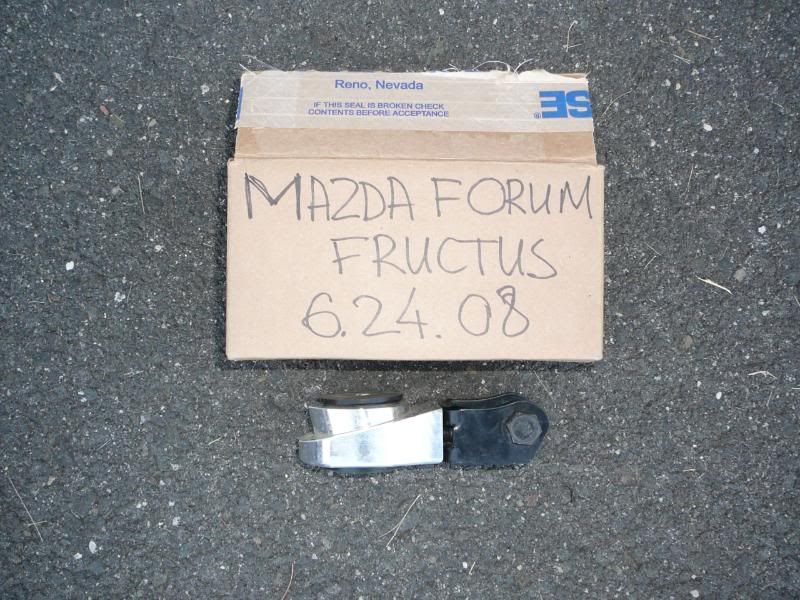 Reno, Nevada
IF THIS SEAL IS BROKEN CHECK
CONTENTS BEFORE ACCEPTANCE
SE®
MAZDA FORUM
FRUCTUS
6.24.08